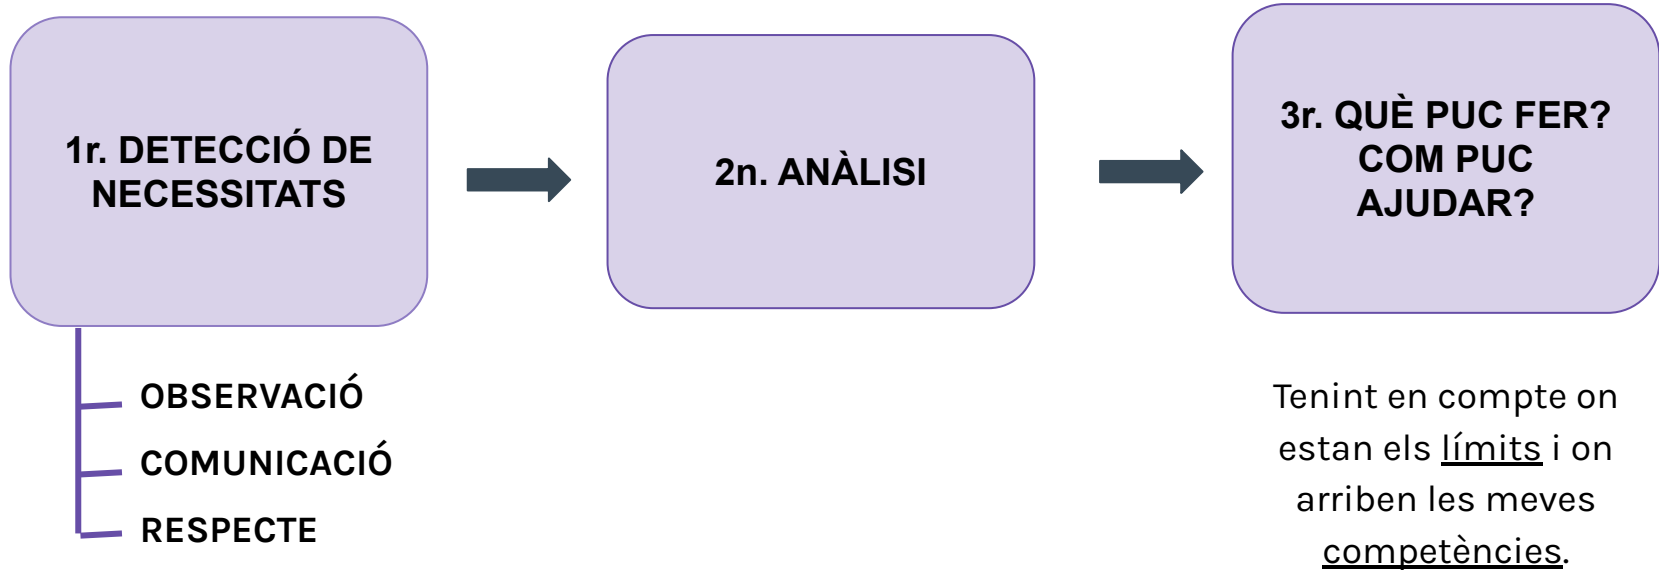 1r. DETECCIÓ DE
NECESSITATS
OBSERVACIÓ
COMUNICACIÓ
RESPECTE
2n. ANÀLISI
3r. QUÈ PUC FER?
COM PUC
AJUDAR?
Tenint en compte on
estan els límits i on
arriben les meves
competències.